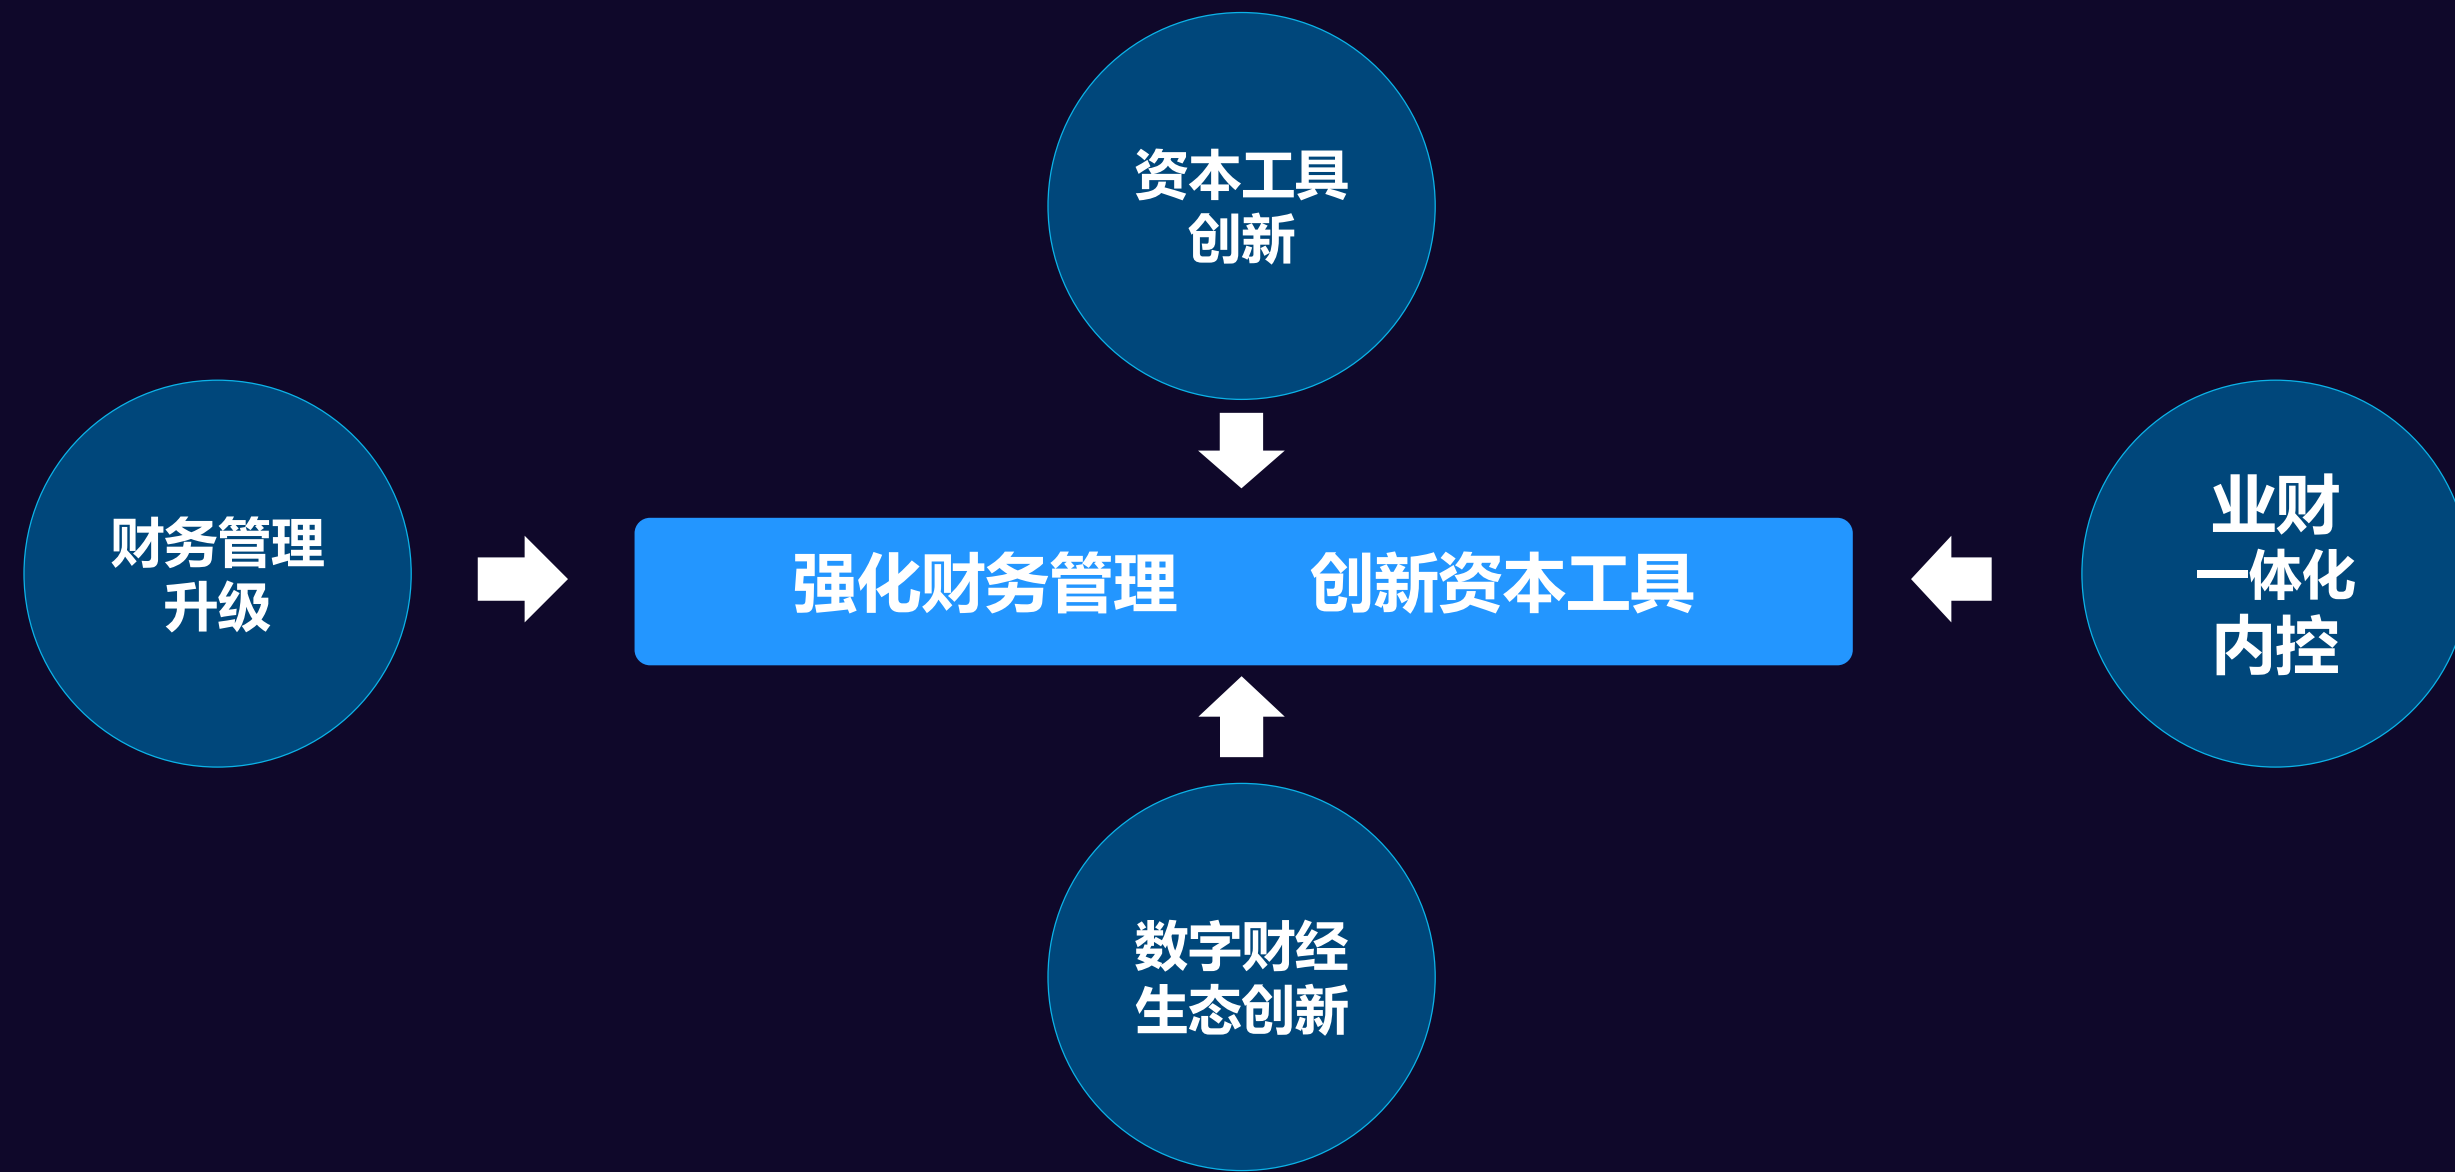 资本工具
创新
财务管理
升级
强化财务管理 创新资本工具
业财
一体化
内控
数字财经
生态创新